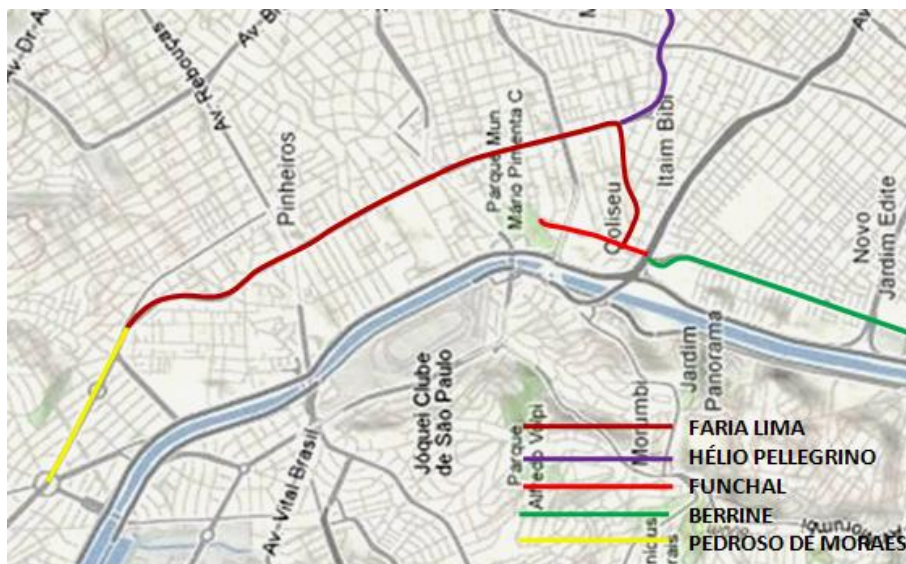 Av-Dr-A
Av-Rebouças
Av-B
Pinheiros
Parque Mun
Mário Pimenta C
Coliseu
Itaim Bibi
Av
Novo
Jardim Edite
Jardim
Panorama
Morumbi
Parque
Alfredo Volpi
Jóquei Clube
de São Paulo
Av-Vital Brasil
FARIA LIMA
HÉLIO PELLEGRINO
FUNCHAL
BERRINE
PEDROSO DE MORAES